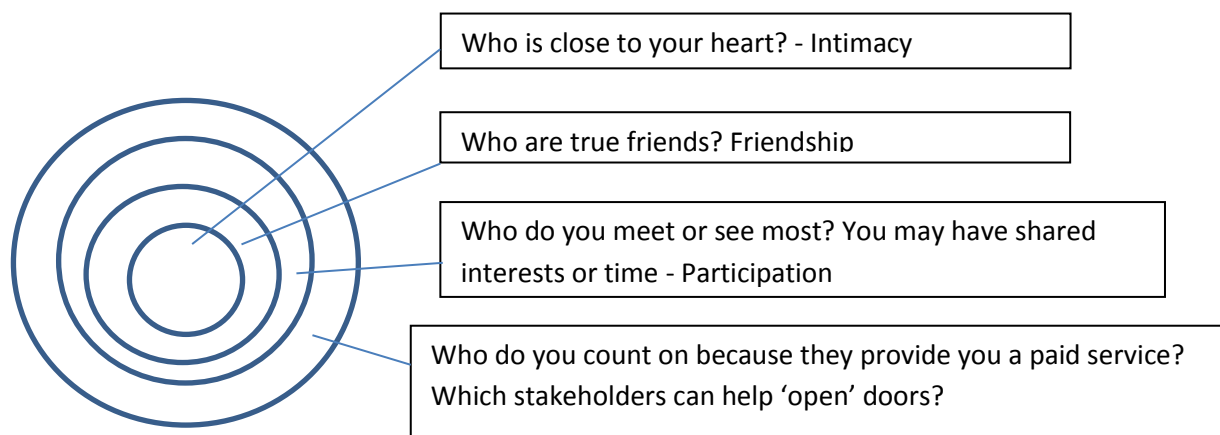 Who is close to your heart? - Intimacy
Who are true friends? Friendship
Who do you meet or see most? You may have shared
interests or time - Participation
Who do you count on because they provide you a paid service?
Which stakeholders can help ‘open’ doors?